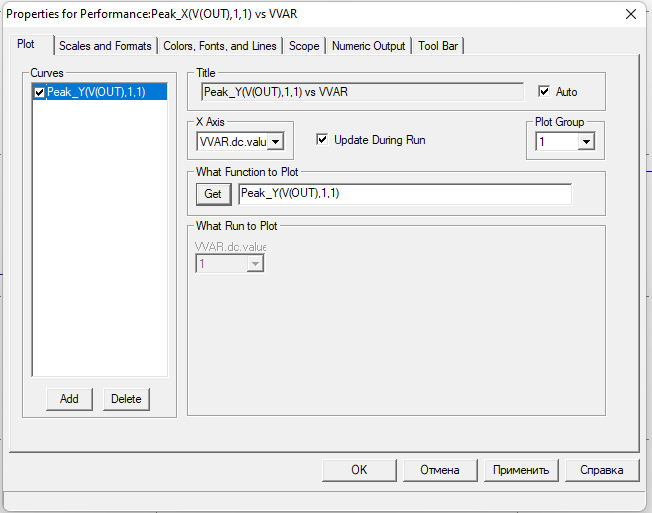 Properties for Performance:Peak_X(V(OUT),1,1) vs VVAR
Plot
Scales and Formats
Colors, Fonts, and Lines
Scope
Numeric Output
Tool Bar
Curves
Peak_Y(V(OUT),1,1)
Add
Delete
Title
Peak_Y(V(OUT),1,1) vs VVAR
Auto
X Axis
VVAR.dc.valu
Update During Run
Plot Group
1
What Function to Plot
Get
Peak_Y(V(OUT),1,1)
What Run to Plot
VVAR.dc.value
1
OK
Отмена
Применить
Справка